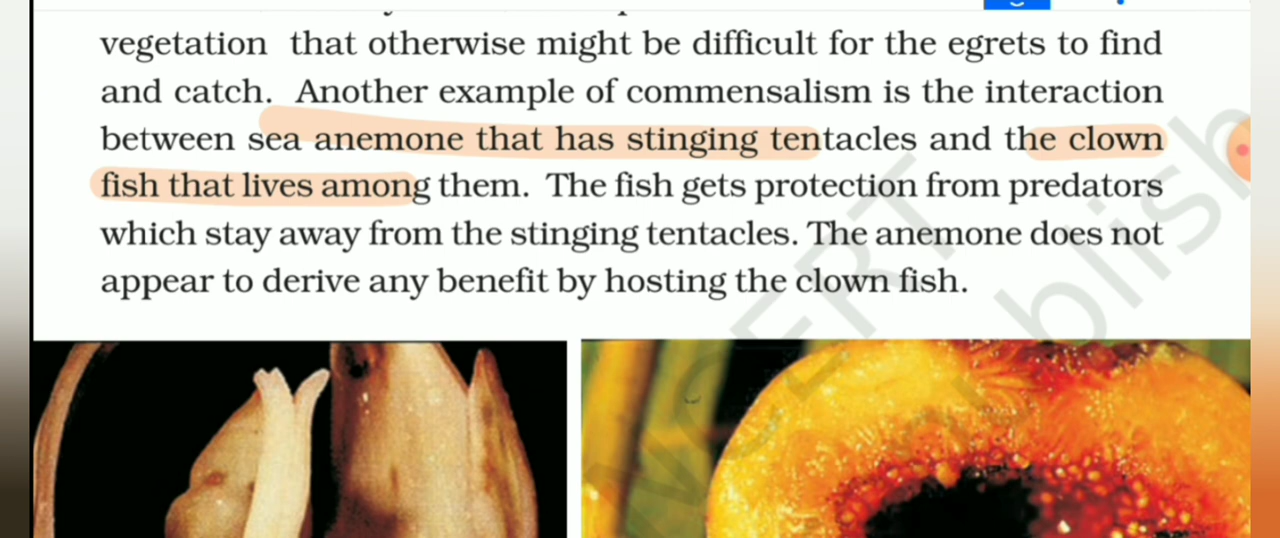 vegetation that otherwise might be difficult for the egrets to find
and catch. Another example of commensalism is the interaction
between sea anemone that has stinging tentacles and the clown
fish that lives among them. The fish gets protection from predators
which stay away from the stinging tentacles. The anemone does not
appear to derive any benefit by hosting the clown fish.
NCERT
blish